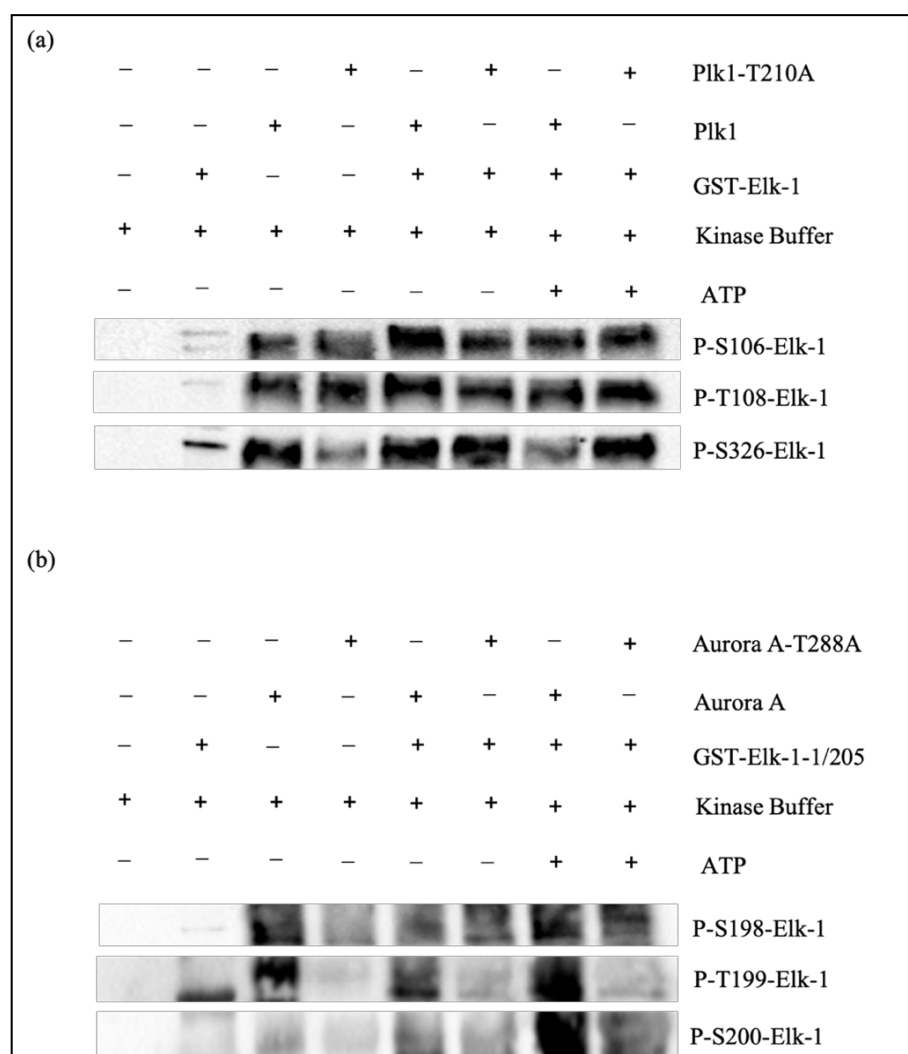 (a)
– – – + – + – + Plk1-T210A
– – + – + – + – Plk1
– + – – + + + + GST-Elk-1
+ + + + + + + + Kinase Buffer
– – – – – – + + ATP
P-S106-Elk-1
P-T108-Elk-1
P-S326-Elk-1
(b)
– – – + – + – + Aurora A-T288A
– – + – + – + – Aurora A
– + – – + + + + GST-Elk-1-1/205
+ + + + + + + + Kinase Buffer
– – – – – – + + ATP
P-S198-Elk-1
P-T199-Elk-1
P-S200-Elk-1